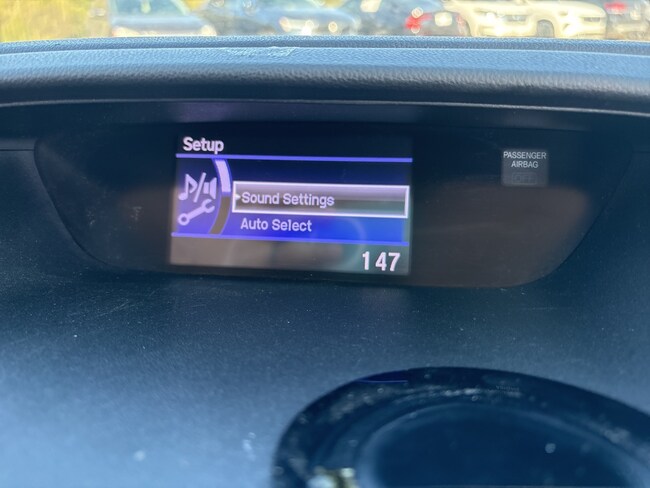 Setup
Sound Settings
Auto Select
147
PASSENGER
AIRBAG